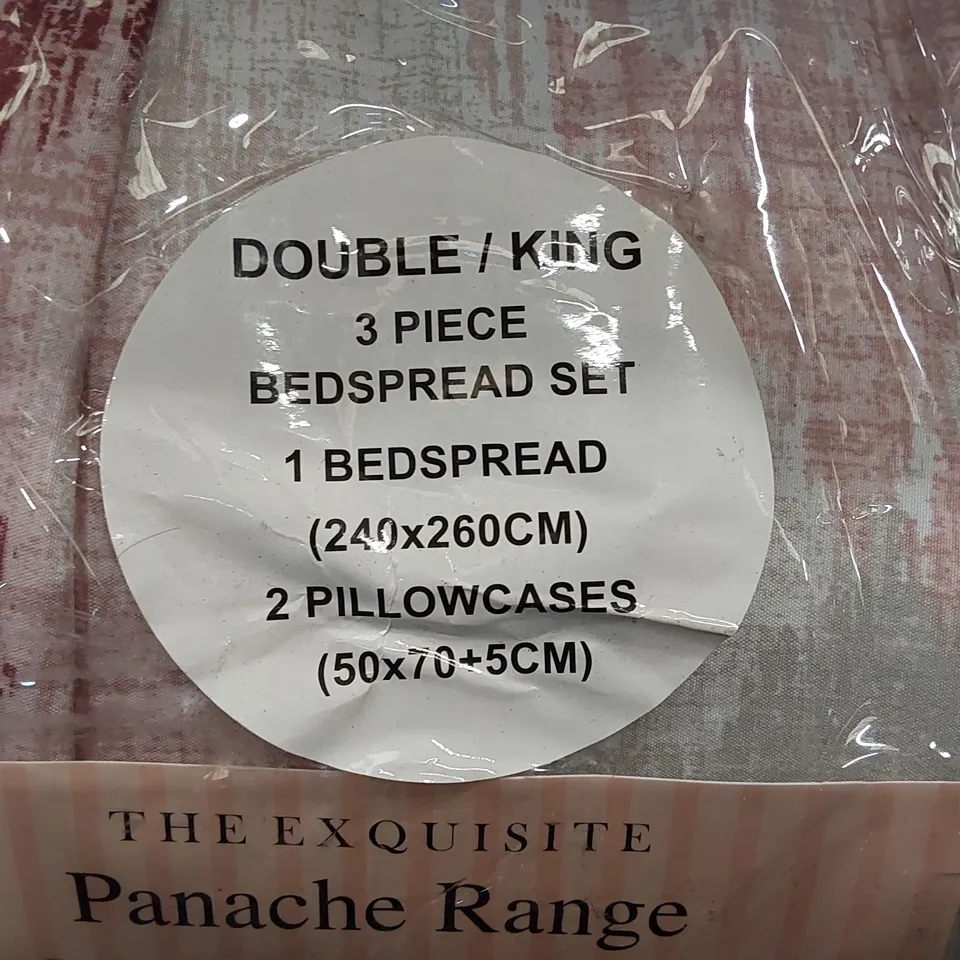 DOUBLE / KING
3 PIECE
BEDSPREAD SET
1 BEDSPREAD
(240x260CM)
2 PILLOWCASES
(50x70+5CM)
THE EXQUISITE
Panache Range